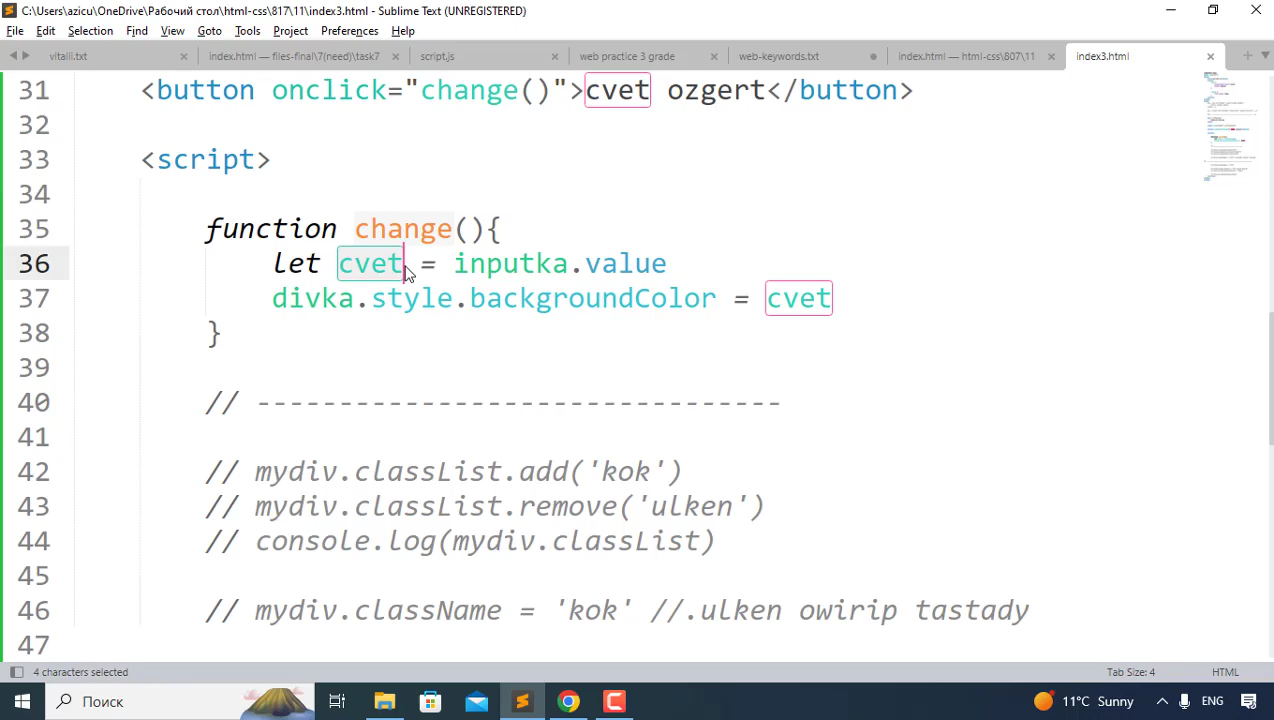 C:\Users\azicu\OneDrive\Рабочий стол\html-css\817\11\index3.html - Sublime Text (UNREGISTERED)
File Edit Selection Find View Goto Tools Project Preferences Help
vitalii.txt index.html — files-final\7(need)\task7 script.js web practice 3 grade web-keywords.txt index.html — html-css\807\11 index3.html
31 <button onclick="change()">cvet ozgert</button>
32
33 <script>
34
35 function change(){
36 let cvet = inputka.value
37 divka.style.backgroundColor = cvet
38 }
39
40 // --------------------------------
41
42 // mydiv.classList.add('kok')
43 // mydiv.classList.remove('ulken')
44 // console.log(mydiv.classList)
45
46 // mydiv.className = 'kok' //.ulken owirip tastady
47
4 characters selected Tab Size: 4 HTML
Поиск 11°C Sunny ENG